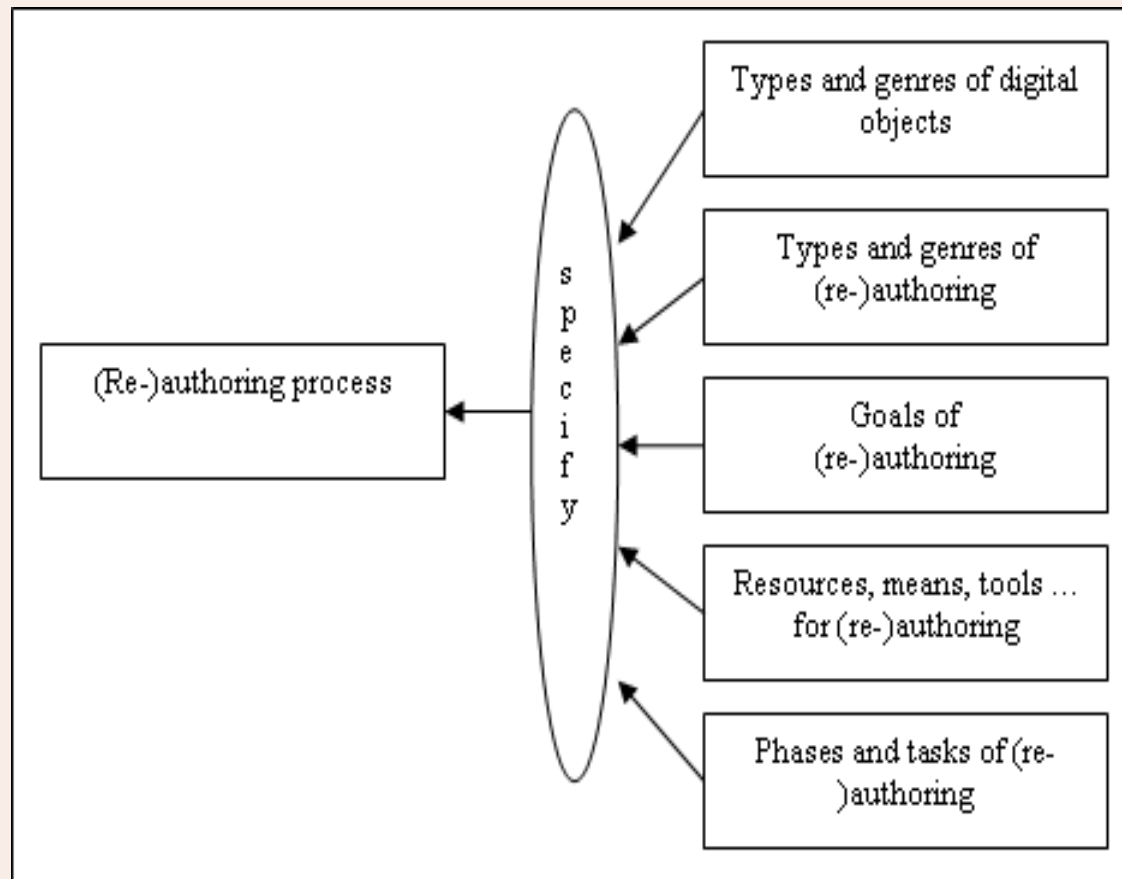 Types and genres of digital
objects
Types and genres of
(re-)authoring
(Re-)authoring process
s
p
e
c
i
f
y
Goals of
(re-)authoring
Resources, means, tools ...
for (re-)authoring
Phases and tasks of (re-
)authoring